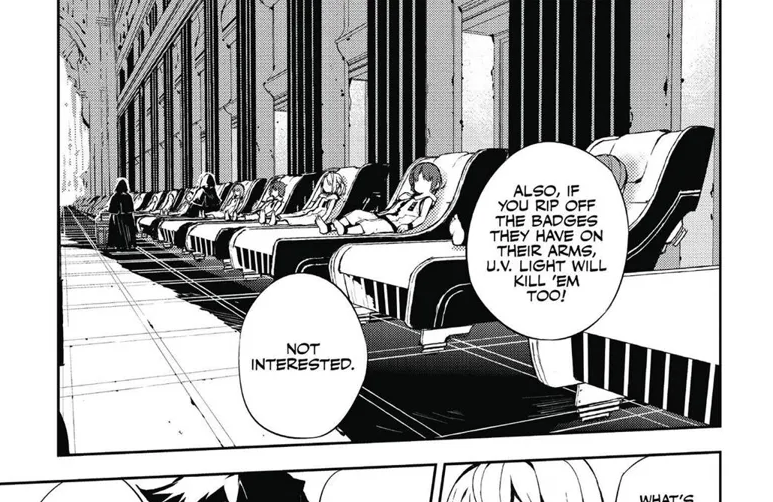 ALSO, IF
YOU RIP OFF
THE BADGES
THEY HAVE ON
THEIR ARMS,
U.V. LIGHT WILL
KILL 'EM
TOO!
NOT
INTERESTED.
WHAT'S